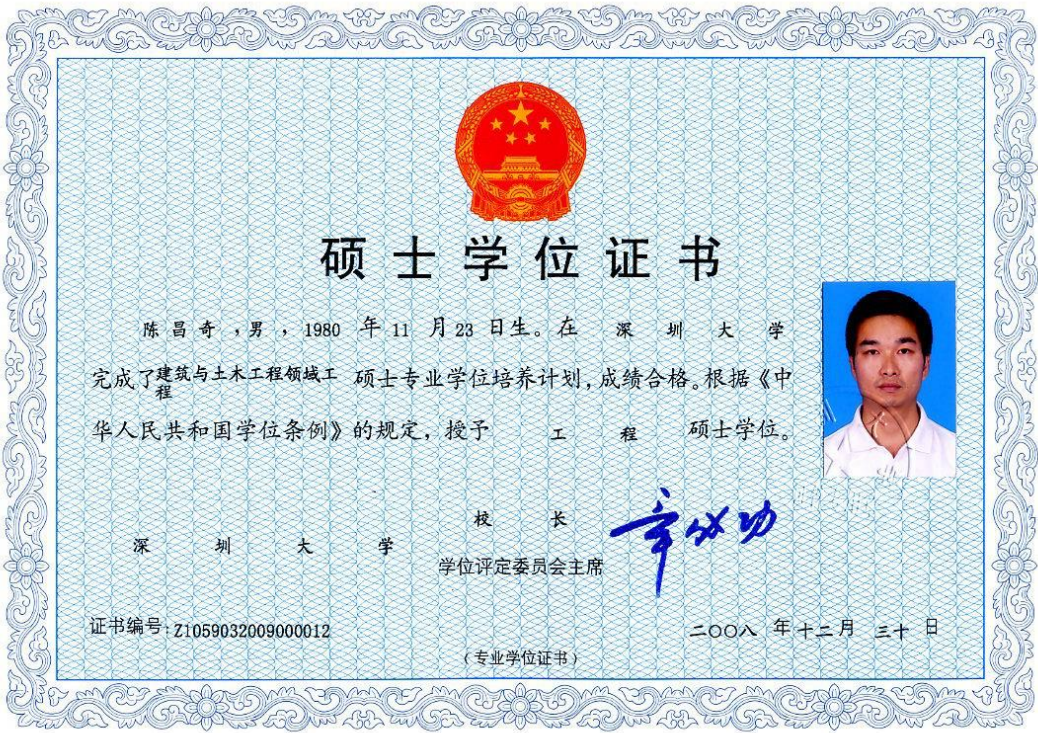 硕士学位证书
陈昌奇,男,1980 年 11 月 23 日生。在 深圳大学
完成了建筑与土木工程领域工程 硕士专业学位培养计划,成绩合格。根据《中
华人民共和国学位条例》的规定,授予 工程 硕士学位。
校长 章必功
深圳大学
学位评定委员会主席
证书编号:Z1059032009000012
二〇〇八 年 十二 月 三十 日
(专业学位证书)